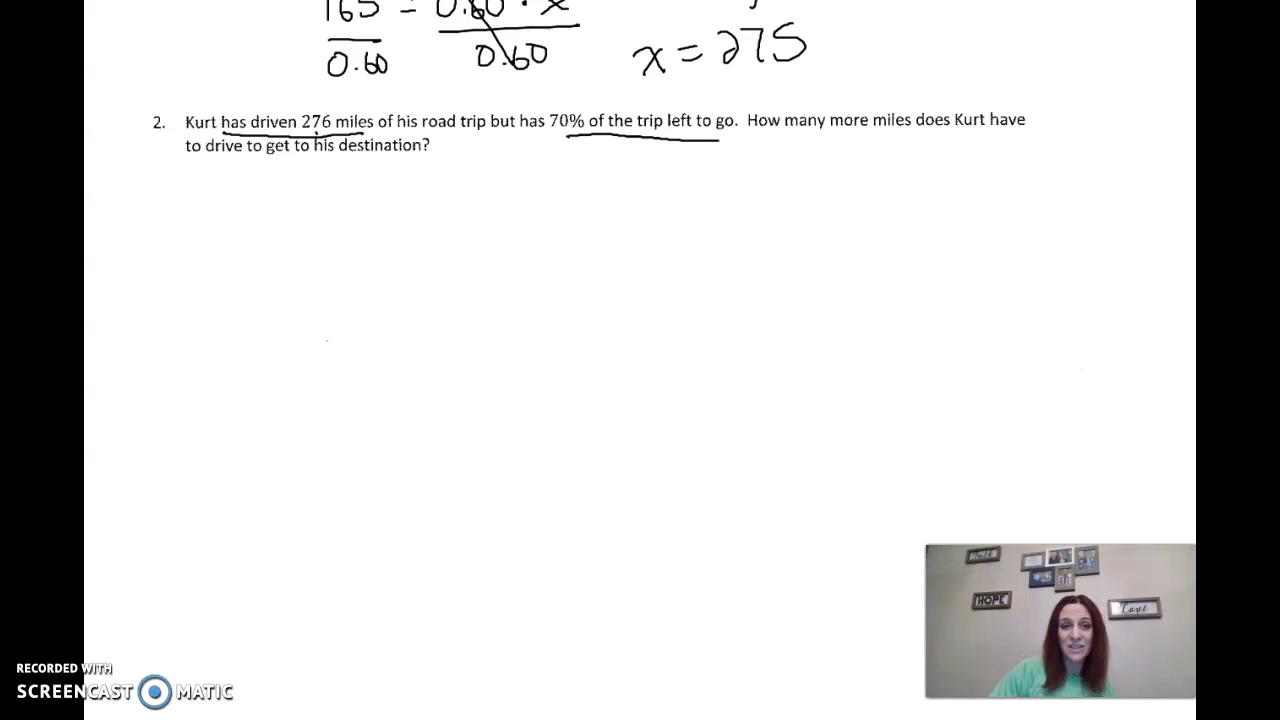 165 = 0.60 · x
0.60 0.60 x = 275
2. Kurt has driven 276 miles of his road trip but has 70% of the trip left to go. How many more miles does Kurt have
to drive to get to his destination?
Faith
HOPE
Love
RECORDED WITH
SCREENCAST MATIC